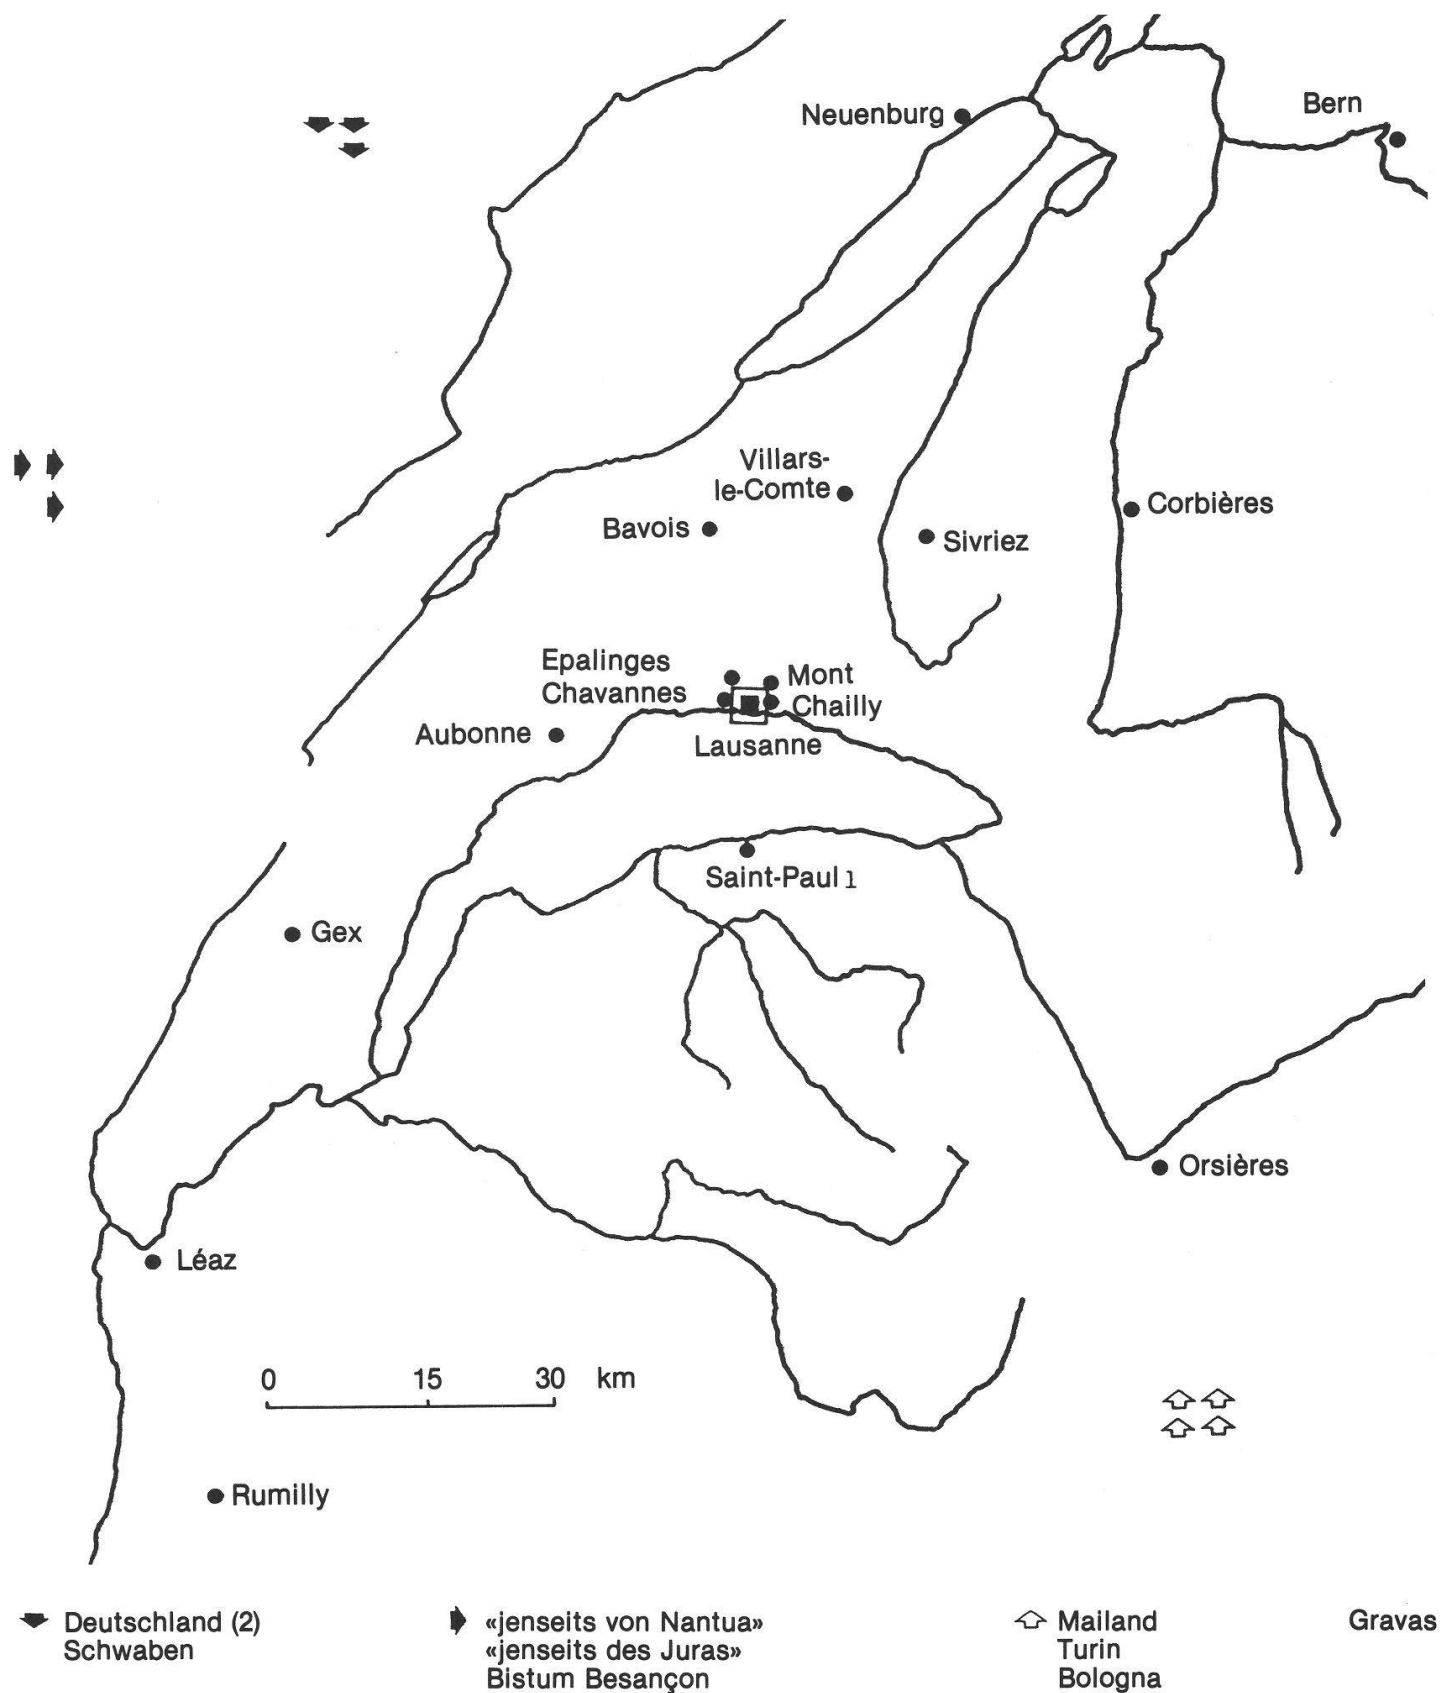 Neuenburg
Bern
Villars-
le-Comte
Bavois
Corbières
Sivriez
Epalinges
Mont
Chavannes
Chailly
Aubonne
Lausanne
Saint-Paul 1
Gex
Orsières
Léaz
0 15 30 km
Rumilly
Deutschland (2)
Schwaben
«jenseits von Nantua»
«jenseits des Juras»
Bistum Besançon
Mailand
Turin
Bologna
Gravas